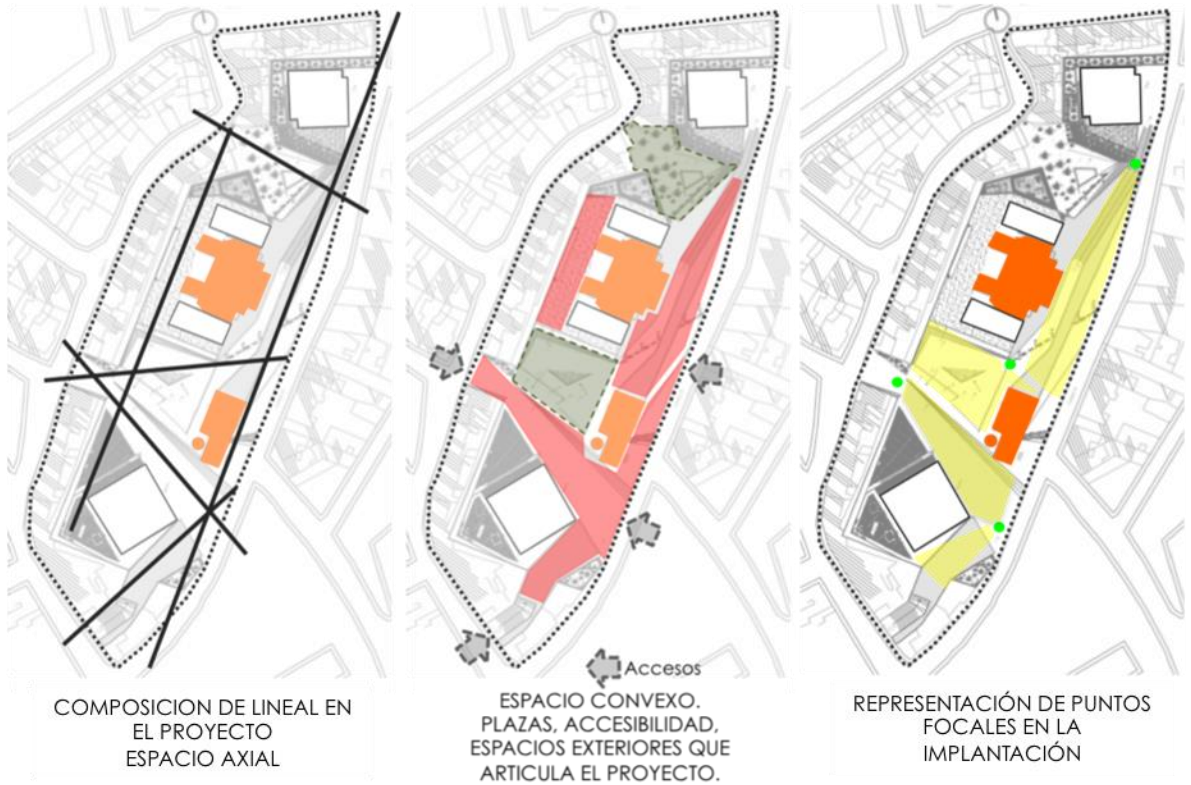 COMPOSICION DE LINEAL EN
EL PROYECTO
ESPACIO AXIAL
Accesos
ESPACIO CONVEXO.
PLAZAS, ACCESIBILIDAD,
ESPACIOS EXTERIORES QUE
ARTICULA EL PROYECTO.
REPRESENTACIÓN DE PUNTOS
FOCALES EN LA
IMPLANTACIÓN